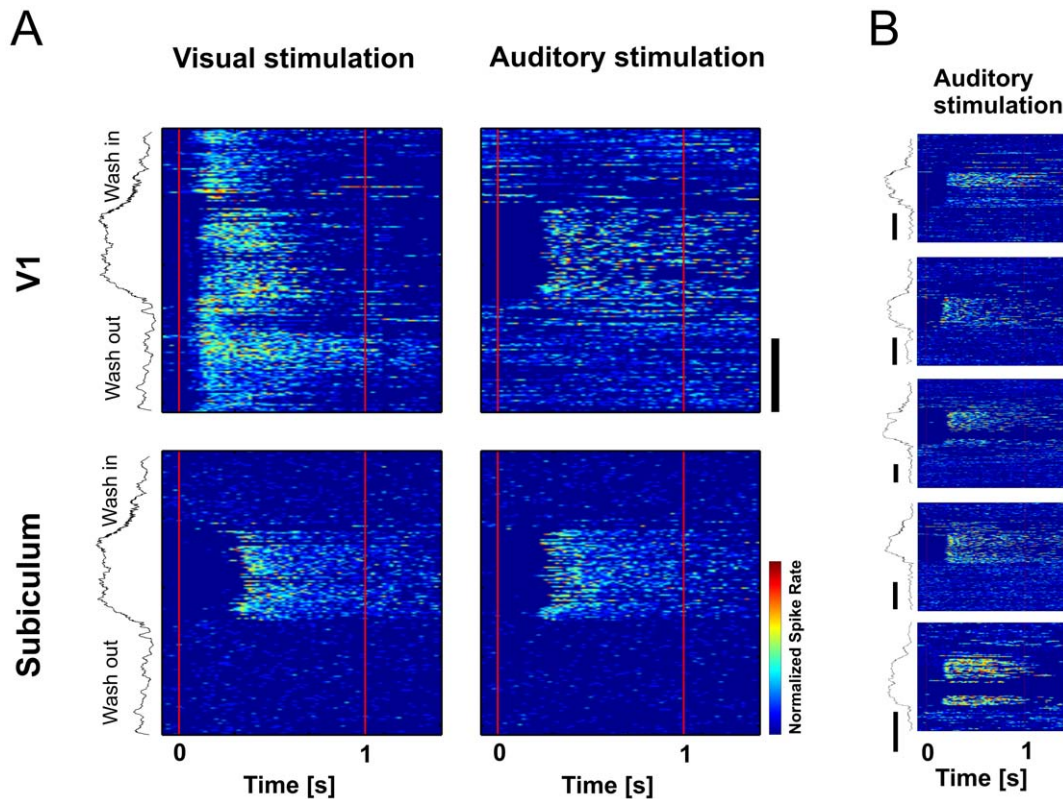 A
Visual stimulation
Auditory stimulation
V1
Wash in
Wash out
Subiculum
Wash in
Wash out
Normalized Spike Rate
0 1
0 1
Time [s]
Time [s]
B
Auditory
stimulation
0 1
Time [s]